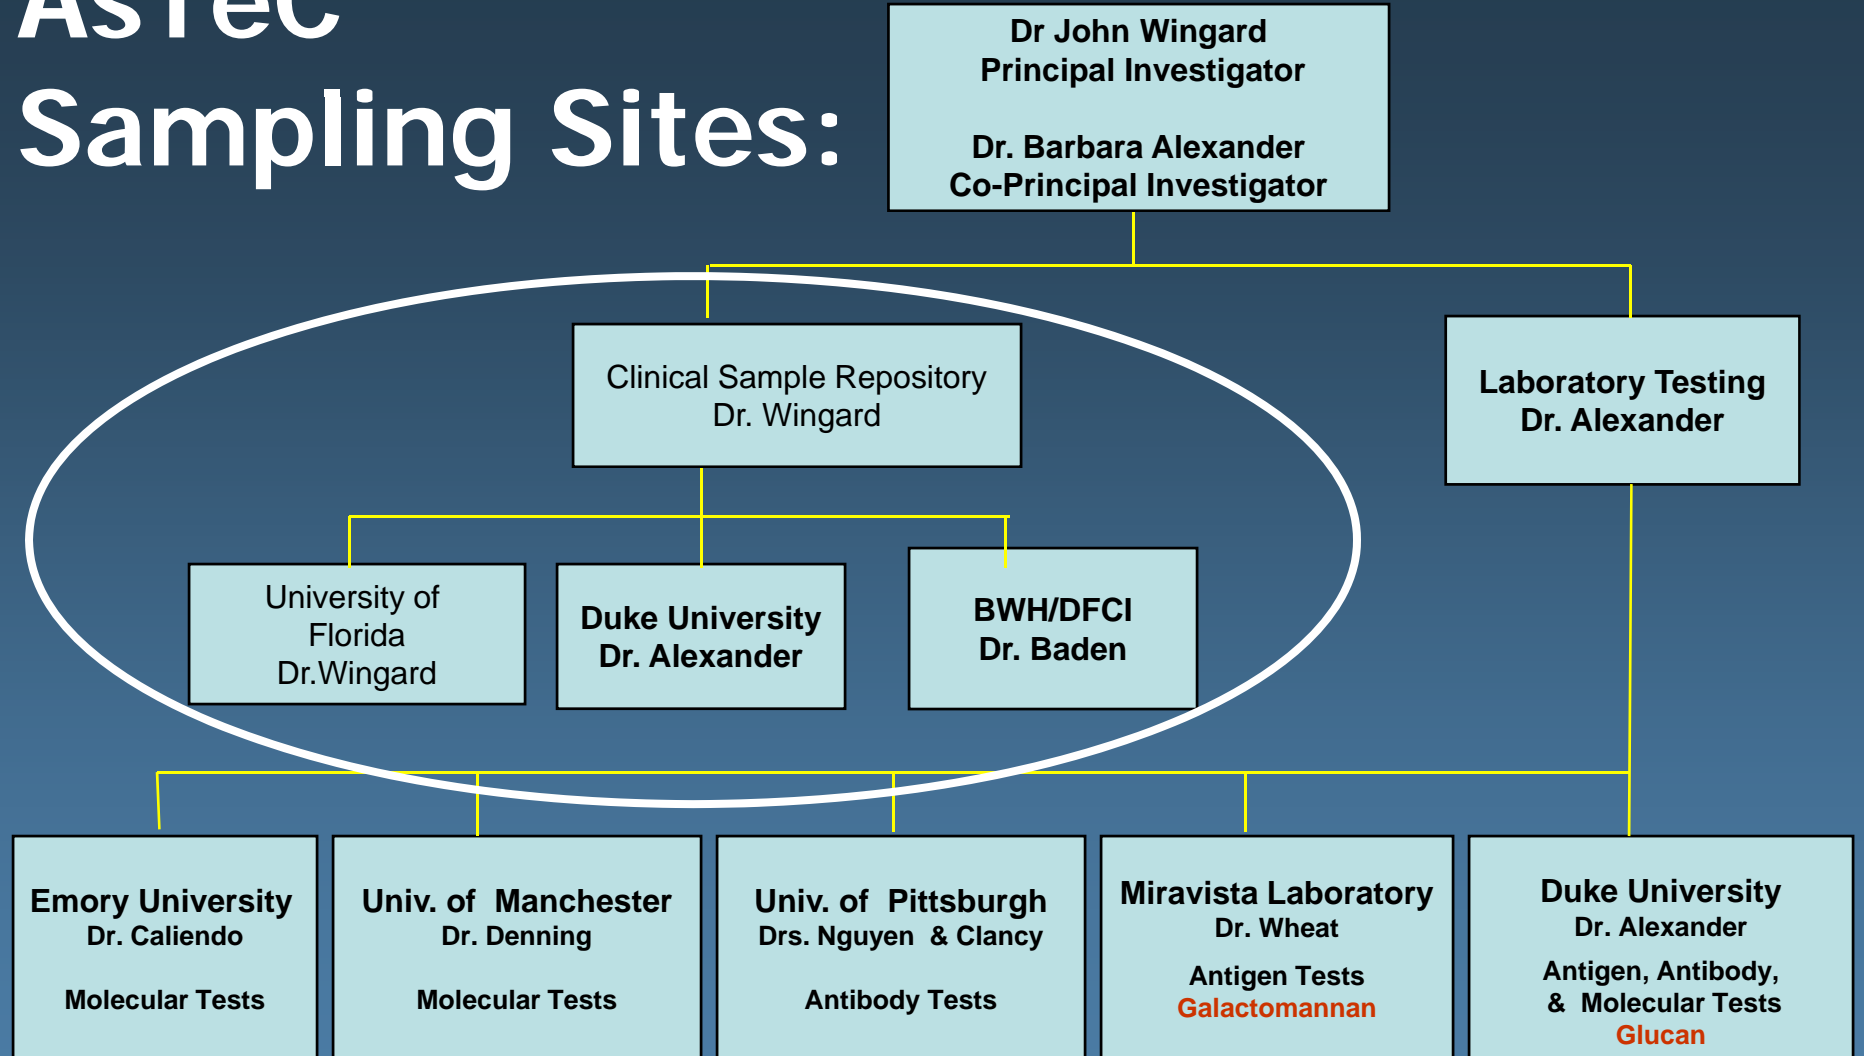 AsTeC
Sampling Sites:
Dr John Wingard
Principal Investigator
Dr. Barbara Alexander
Co-Principal Investigator
Clinical Sample Repository
Dr. Wingard
Laboratory Testing
Dr. Alexander
University of
Florida
Dr.Wingard
Duke University
Dr. Alexander
BWH/DFCI
Dr. Baden
Emory University
Dr. Caliendo
Molecular Tests
Univ. of Manchester
Dr. Denning
Molecular Tests
Univ. of Pittsburgh
Drs. Nguyen & Clancy
Antibody Tests
Miravista Laboratory
Dr. Wheat
Antigen Tests
Galactomannan
Duke University
Dr. Alexander
Antigen, Antibody,
& Molecular Tests
Glucan